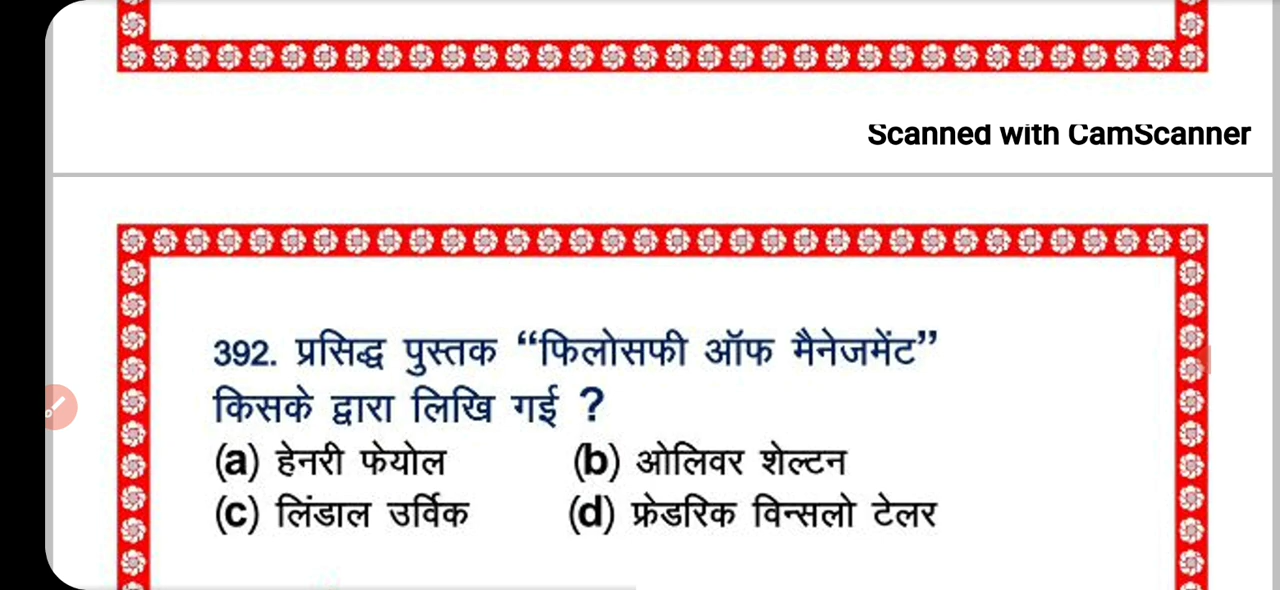 Scanned with CamScanner
392. प्रसिद्ध पुस्तक “फिलोसफी ऑफ मैनेजमेंट”
किसके द्वारा लिखि गई ?
(a) हेनरी फेयोल (b) ओलिवर शेल्टन
(c) लिंडाल उर्विक (d) फ्रेडरिक विन्सलो टेलर